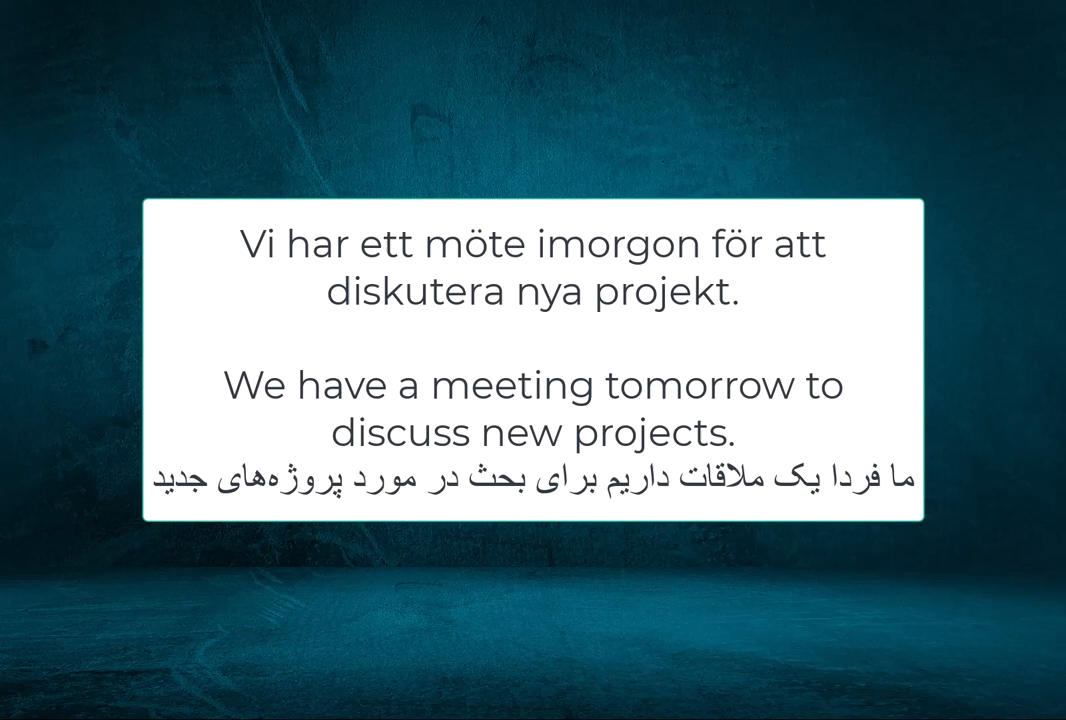 Vi har ett möte imorgon för att
diskutera nya projekt.
We have a meeting tomorrow to
discuss new projects.
ما فردا یک ملاقات داریم برای بحث در مورد پروژه‌های جدید